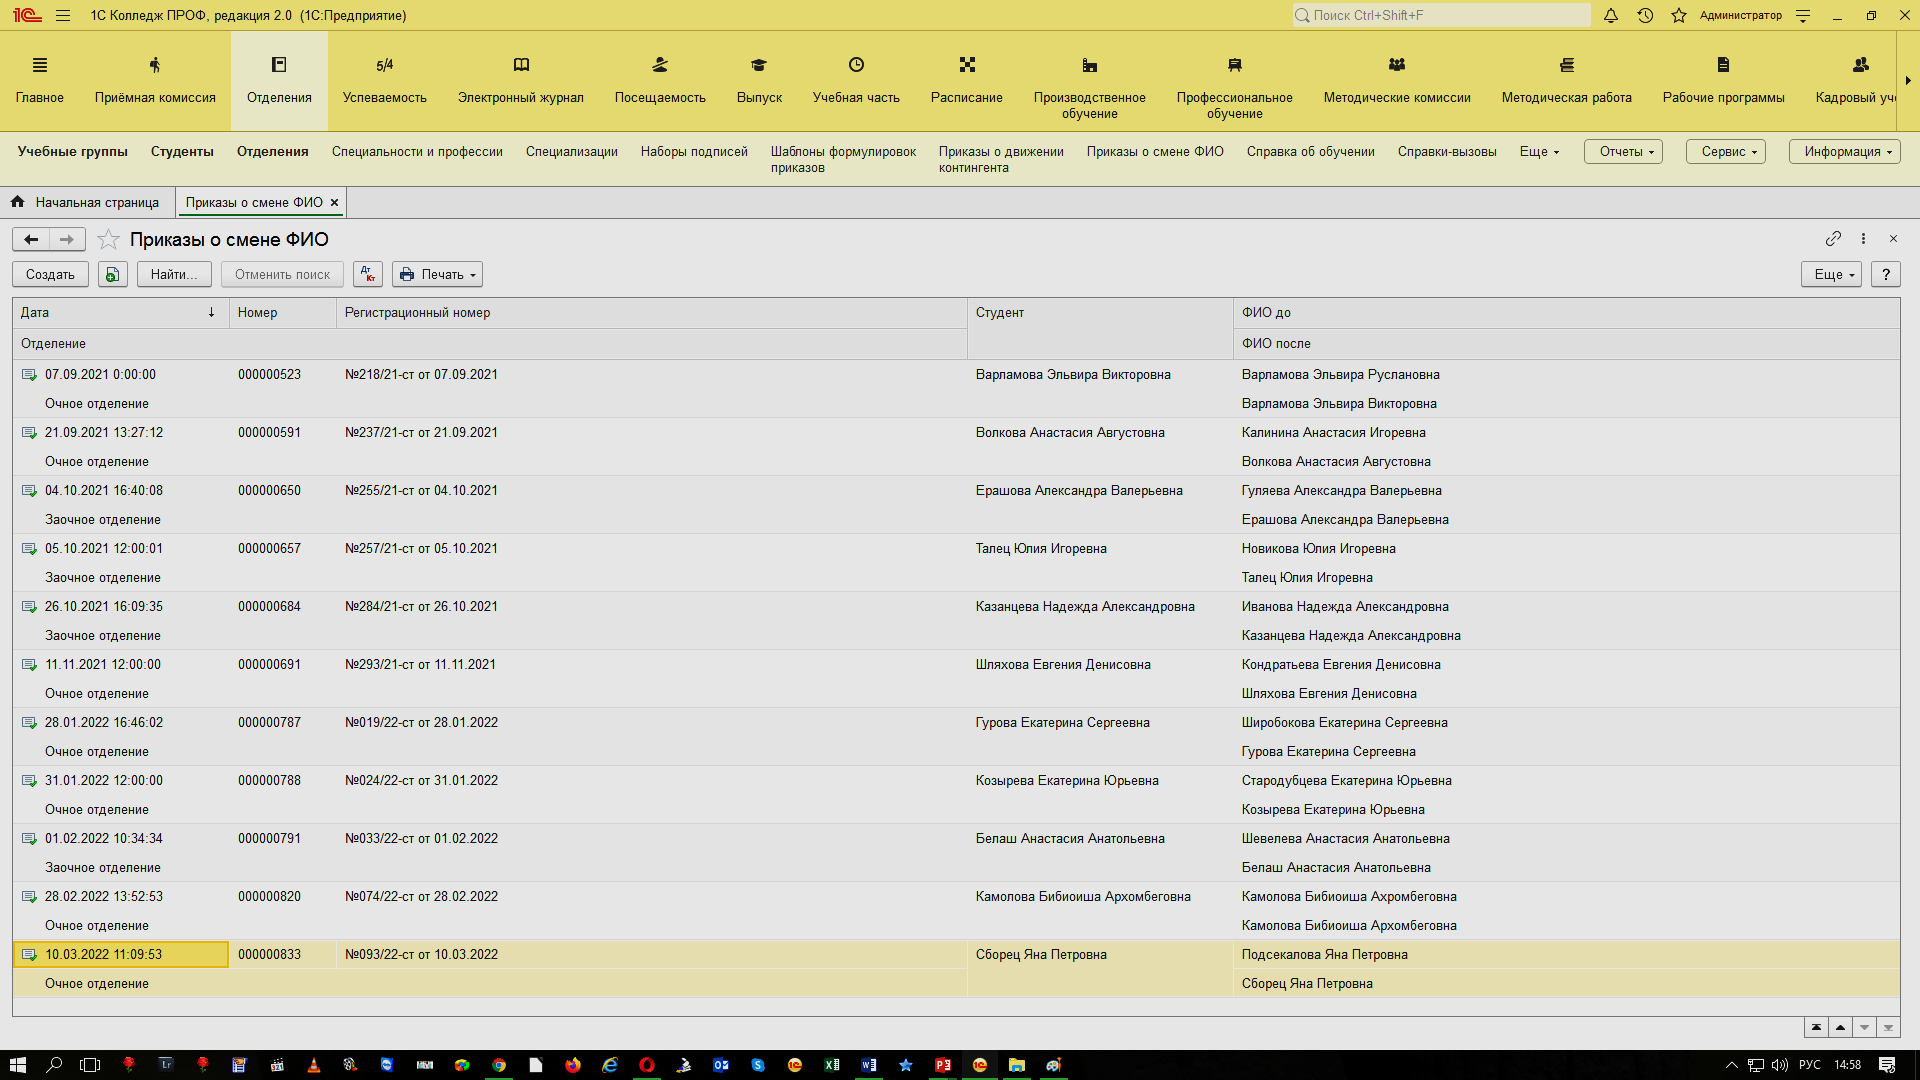 1С Колледж ПРОФ, редакция 2.0 (1С:Предприятие)
Поиск Ctrl+Shift+F
Администратор
Главное
Приёмная комиссия
Отделения
5/4
Успеваемость
Электронный журнал
Посещаемость
Выпуск
Учебная часть
Расписание
Производственное
обучение
Профессиональное
обучение
Методические комиссии
Методическая работа
Рабочие программы
Кадровый уч
Учебные группы
Студенты
Отделения
Специальности и профессии
Специализации
Наборы подписей
Шаблоны формулировок
приказов
Приказы о движении
контингента
Приказы о смене ФИО
Справка об обучении
Справки-вызовы
Еще
Отчеты
Сервис
Информация
Начальная страница
Приказы о смене ФИО
Приказы о смене ФИО
Создать
Найти...
Отменить поиск
Дт
Кт
Печать
Еще
?
Дата Номер Регистрационный номер Студент ФИО до
Отделение ФИО после
07.09.2021 0:00:00 000000523 №218/21-ст от 07.09.2021 Варламова Эльвира Викторовна Варламова Эльвира Руслановна
Очное отделение Варламова Эльвира Викторовна
21.09.2021 13:27:12 000000591 №237/21-ст от 21.09.2021 Волкова Анастасия Августовна Калинина Анастасия Игоревна
Очное отделение Волкова Анастасия Августовна
04.10.2021 16:40:08 000000650 №255/21-ст от 04.10.2021 Ерашова Александра Валерьевна Гуляева Александра Валерьевна
Заочное отделение Ерашова Александра Валерьевна
05.10.2021 12:00:01 000000657 №257/21-ст от 05.10.2021 Талец Юлия Игоревна Новикова Юлия Игоревна
Заочное отделение Талец Юлия Игоревна
26.10.2021 16:09:35 000000684 №284/21-ст от 26.10.2021 Казанцева Надежда Александровна Иванова Надежда Александровна
Заочное отделение Казанцева Надежда Александровна
11.11.2021 12:00:00 000000691 №293/21-ст от 11.11.2021 Шляхова Евгения Денисовна Кондратьева Евгения Денисовна
Очное отделение Шляхова Евгения Денисовна
28.01.2022 16:46:02 000000787 №019/22-ст от 28.01.2022 Гурова Екатерина Сергеевна Широбокова Екатерина Сергеевна
Очное отделение Гурова Екатерина Сергеевна
31.01.2022 12:00:00 000000788 №024/22-ст от 31.01.2022 Козырева Екатерина Юрьевна Стародубцева Екатерина Юрьевна
Очное отделение Козырева Екатерина Юрьевна
01.02.2022 10:34:34 000000791 №033/22-ст от 01.02.2022 Белаш Анастасия Анатольевна Шевелева Анастасия Анатольевна
Заочное отделение Белаш Анастасия Анатольевна
28.02.2022 13:52:53 000000820 №074/22-ст от 28.02.2022 Камолова Бибиоиша Архомбеговна Камолова Бибиоиша Ахромбеговна
Очное отделение Камолова Бибиоиша Архомбеговна
10.03.2022 11:09:53 000000833 №093/22-ст от 10.03.2022 Сборец Яна Петровна Подсекалова Яна Петровна
Очное отделение Сборец Яна Петровна
РУС 14:58